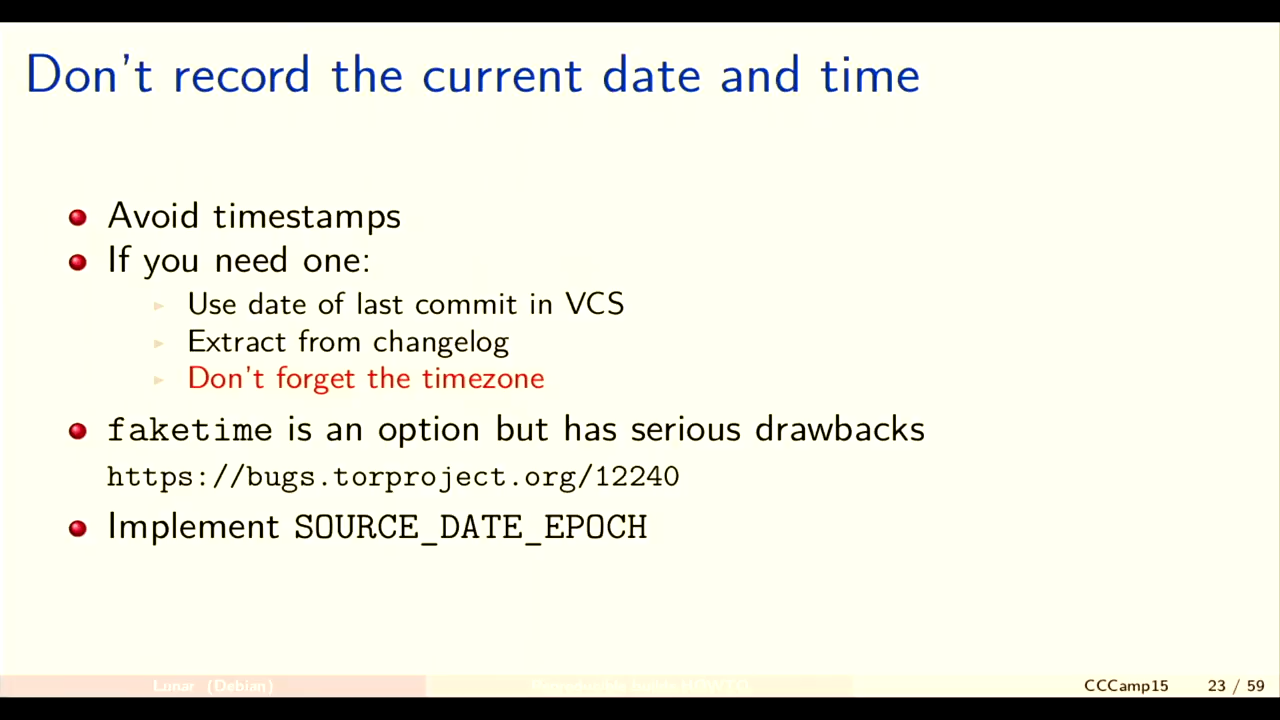 Don't record the current date and time
Avoid timestamps
If you need one:
Use date of last commit in VCS
Extract from changelog
Don't forget the timezone
faketime is an option but has serious drawbacks
https://bugs.torproject.org/12240
Implement SOURCE_DATE_EPOCH
Lunar (Debian)
CCCamp15 23 / 59